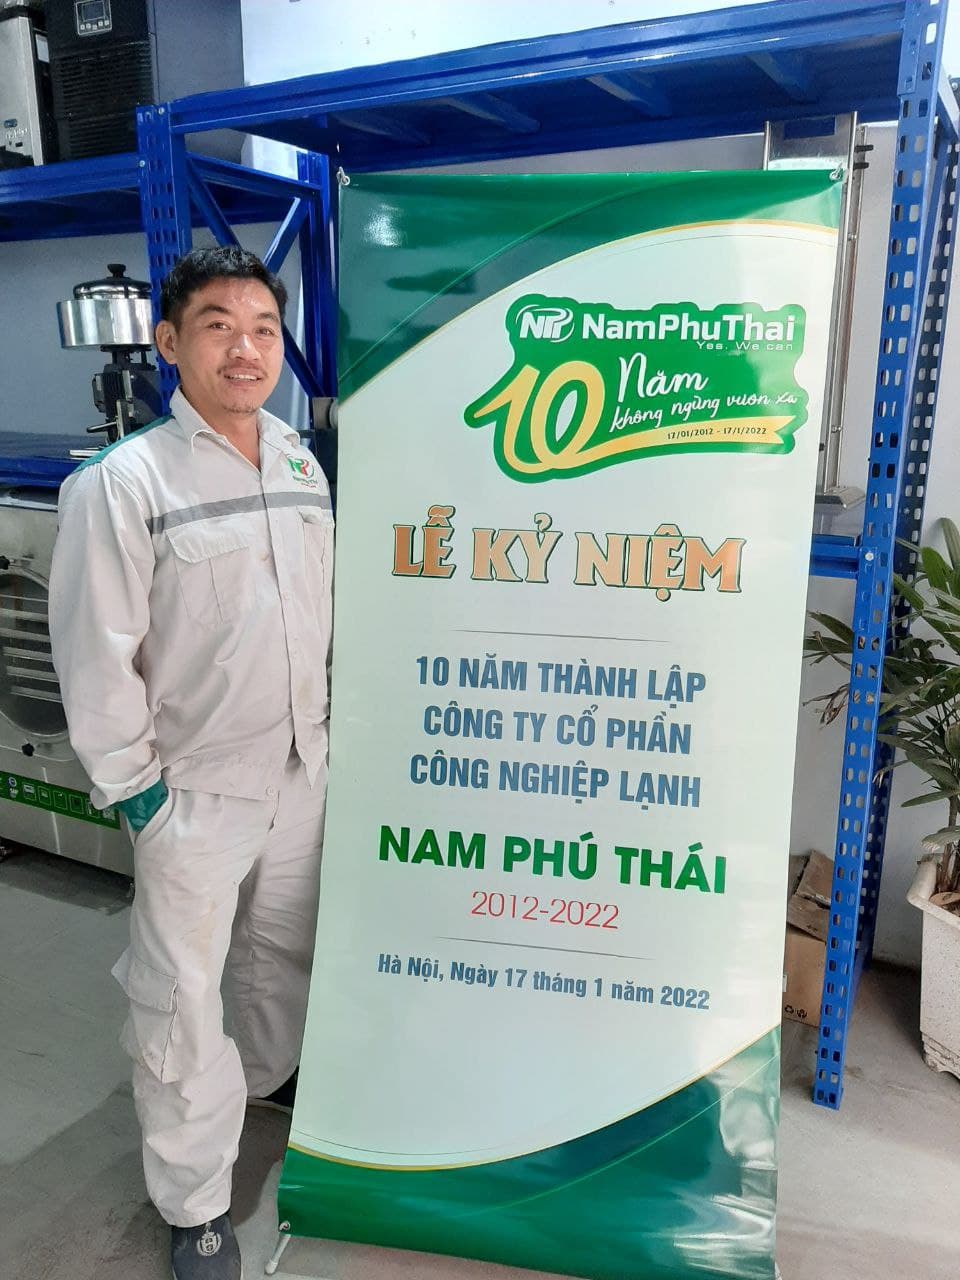 NTP NamPhuThai
Yes. We can
10 Năm
không ngừng vươn xa
17/01/2012 - 17/1/2022
LỄ KỶ NIỆM
10 NĂM THÀNH LẬP
CÔNG TY CỔ PHẦN
CÔNG NGHIỆP LẠNH
NAM PHÚ THÁI
2012-2022
Hà Nội, Ngày 17 tháng 1 năm 2022
NamPhuThai